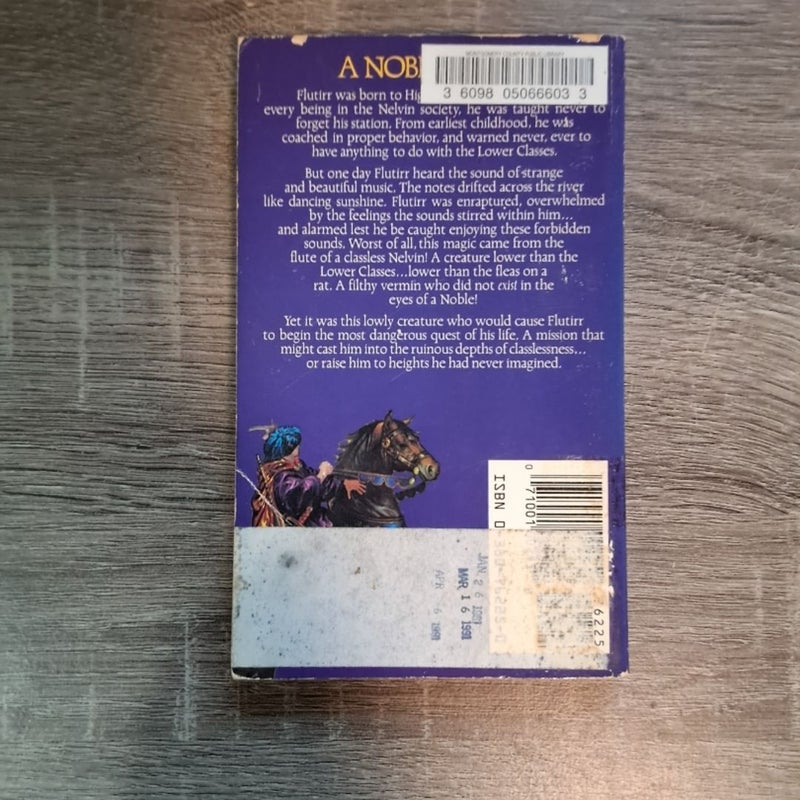 MONTGOMERY COUNTY PUBLIC LIBRARY
3 6098 05066603 3
A NOB
Flutirr was born to Hig
every being in the Nelvin society, he was taught never to
forget his station. From earliest childhood, he was
coached in proper behavior, and warned never, ever to
have anything to do with the Lower Classes.
But one day Flutirr heard the sound of strange
and beautiful music. The notes drifted across the river
like dancing sunshine. Flutirr was enraptured, overwhelmed
by the feelings the sounds stirred within him...
and alarmed lest he be caught enjoying these forbidden
sounds. Worst of all, this magic came from the
flute of a classless Nelvin! A creature lower than the
Lower Classes...lower than the fleas on a
rat. A filthy vermin who did not exist in the
eyes of a Noble!
Yet it was this lowly creature who would cause Flutirr
to begin the most dangerous quest of his life. A mission that
might cast him into the ruinous depths of classlessness...
or raise him to heights he had never imagined.
0 71001
ISBN 0
6225
JAN 26 1991
MAR 16 1991
APR 6 1991